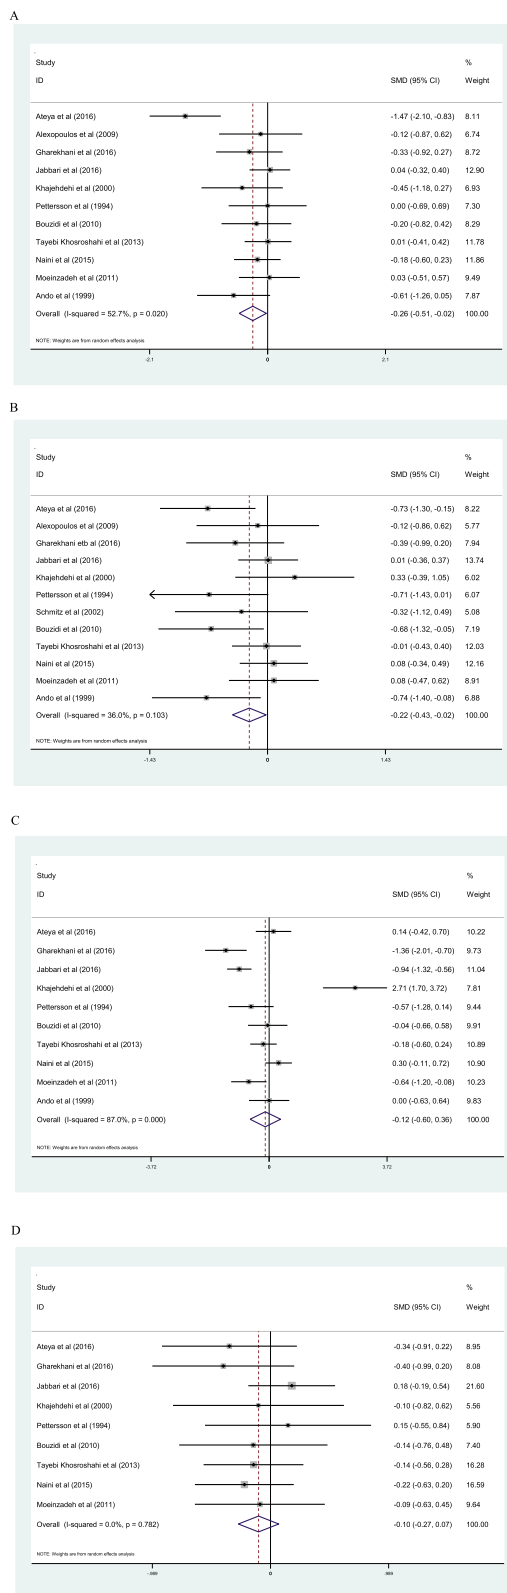 A
Study %
ID SMD (95% CI) Weight
Ateya et al (2016) -1.47 (-2.10, -0.83) 8.11
Alexopoulos et al (2009) -0.12 (-0.87, 0.62) 6.74
Gharekhani et al (2016) -0.33 (-0.92, 0.27) 8.72
Jabbari et al (2016) 0.04 (-0.32, 0.40) 12.90
Khajehdehi et al (2000) -0.45 (-1.18, 0.27) 6.93
Pettersson et al (1994) 0.00 (-0.69, 0.69) 7.30
Bouzidi et al (2010) -0.20 (-0.82, 0.42) 8.29
Tayebi Khosroshahi et al (2013) 0.01 (-0.41, 0.42) 11.78
Naini et al (2015) -0.18 (-0.60, 0.23) 11.86
Moeinzadeh et al (2011) 0.03 (-0.51, 0.57) 9.49
Ando et al (1999) -0.61 (-1.26, 0.05) 7.87
Overall (I-squared = 52.7%, p = 0.020) -0.26 (-0.51, -0.02) 100.00
NOTE: Weights are from random effects analysis
-2.1 0 2.1
B
Study %
ID SMD (95% CI) Weight
Ateya et al (2016) -0.73 (-1.30, -0.15) 8.22
Alexopoulos et al (2009) -0.12 (-0.86, 0.62) 5.77
Gharekhani etb al (2016) -0.39 (-0.99, 0.20) 7.94
Jabbari et al (2016) 0.01 (-0.36, 0.37) 13.74
Khajehdehi et al (2000) 0.33 (-0.39, 1.05) 6.02
Pettersson et al (1994) -0.71 (-1.43, 0.01) 6.07
Schmitz et al (2002) -0.32 (-1.12, 0.49) 5.08
Bouzidi et al (2010) -0.68 (-1.32, -0.05) 7.19
Tayebi Khosroshahi et al (2013) -0.01 (-0.43, 0.40) 12.03
Naini et al (2015) 0.08 (-0.34, 0.49) 12.16
Moeinzadeh et al (2011) 0.08 (-0.47, 0.62) 8.91
Ando et al (1999) -0.74 (-1.40, -0.08) 6.88
Overall (I-squared = 36.0%, p = 0.103) -0.22 (-0.43, -0.02) 100.00
NOTE: Weights are from random effects analysis
-1.43 0 1.43
C
Study %
ID SMD (95% CI) Weight
Ateya et al (2016) 0.14 (-0.42, 0.70) 10.22
Gharekhani et al (2016) -1.36 (-2.01, -0.70) 9.73
Jabbari et al (2016) -0.94 (-1.32, -0.56) 11.04
Khajehdehi et al (2000) 2.71 (1.70, 3.72) 7.81
Pettersson et al (1994) -0.57 (-1.28, 0.14) 9.44
Bouzidi et al (2010) -0.04 (-0.66, 0.58) 9.91
Tayebi Khosroshahi et al (2013) -0.18 (-0.60, 0.24) 10.89
Naini et al (2015) 0.30 (-0.11, 0.72) 10.90
Moeinzadeh et al (2011) -0.64 (-1.20, -0.08) 10.23
Ando et al (1999) 0.00 (-0.63, 0.64) 9.83
Overall (I-squared = 87.0%, p = 0.000) -0.12 (-0.60, 0.36) 100.00
NOTE: Weights are from random effects analysis
-3.72 0 3.72
D
Study %
ID SMD (95% CI) Weight
Ateya et al (2016) -0.34 (-0.91, 0.22) 8.95
Gharekhani et al (2016) -0.40 (-0.99, 0.20) 8.08
Jabbari et al (2016) 0.18 (-0.19, 0.54) 21.60
Khajehdehi et al (2000) -0.10 (-0.82, 0.62) 5.56
Pettersson et al (1994) 0.15 (-0.55, 0.84) 5.90
Bouzidi et al (2010) -0.14 (-0.76, 0.48) 7.40
Tayebi Khosroshahi et al (2013) -0.14 (-0.56, 0.28) 16.28
Naini et al (2015) -0.22 (-0.63, 0.20) 16.59
Moeinzadeh et al (2011) -0.09 (-0.63, 0.45) 9.64
Overall (I-squared = 0.0%, p = 0.782) -0.10 (-0.27, 0.07) 100.00
NOTE: Weights are from random effects analysis
0